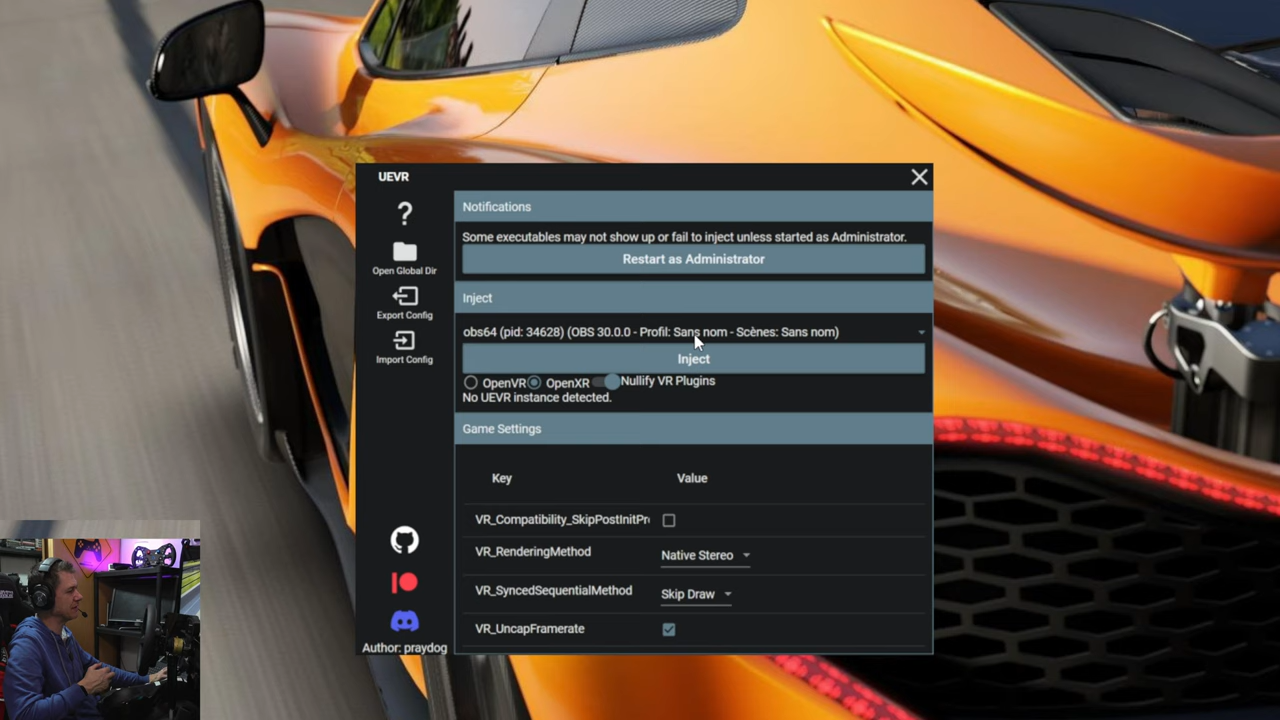 UEVR
Open Global Dir
Export Config
Import Config
Author: praydog
Notifications
Some executables may not show up or fail to inject unless started as Administrator.
Restart as Administrator
Inject
obs64 (pid: 34628) (OBS 30.0.0 - Profil: Sans nom - Scènes: Sans nom)
Inject
OpenVR OpenXR Nullify VR Plugins
No UEVR instance detected.
Game Settings
Key Value
VR_Compatibility_SkipPostInitPr
VR_RenderingMethod Native Stereo
VR_SyncedSequentialMethod Skip Draw
VR_UncapFramerate